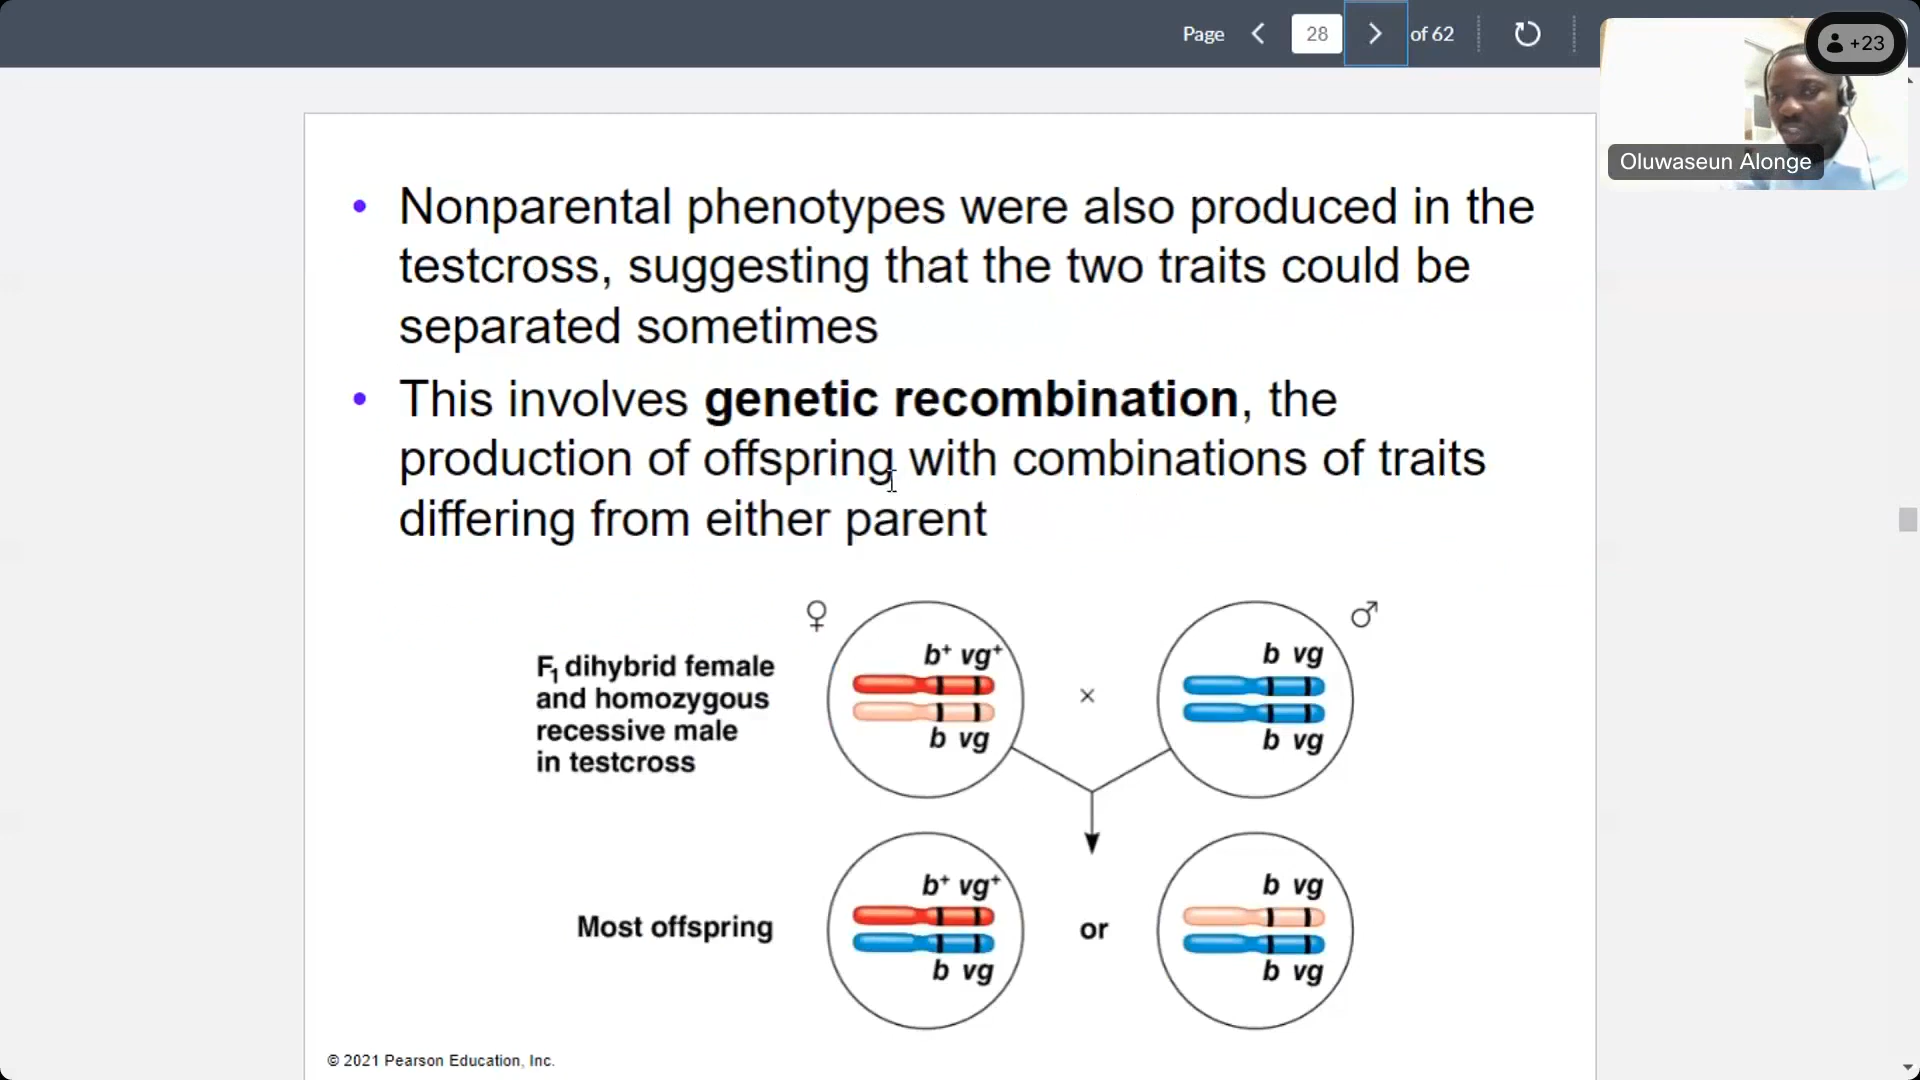 Page 28 of 62
+23
Oluwaseun Alonge
• Nonparental phenotypes were also produced in the
testcross, suggesting that the two traits could be
separated sometimes
• This involves genetic recombination, the
production of offspring with combinations of traits
differing from either parent
♀ ♂
b⁺ vg⁺ b vg
F₁ dihybrid female
and homozygous
recessive male
in testcross
×
b vg b vg
b⁺ vg⁺ b vg
Most offspring or
b vg b vg
© 2021 Pearson Education, Inc.